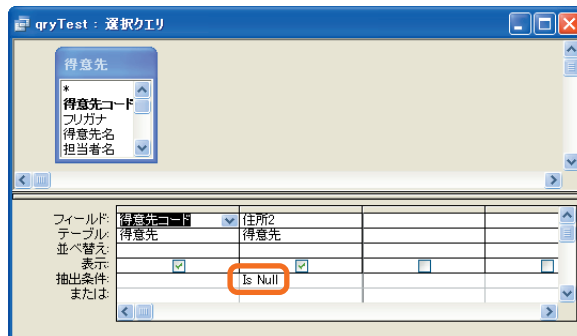 qryTest : 選択クエリ
得意先
*
得意先コード
フリガナ
得意先名
担当者名
フィールド: 得意先コード 住所2
テーブル: 得意先 得意先
並べ替え:
表示:
抽出条件: Is Null
または: